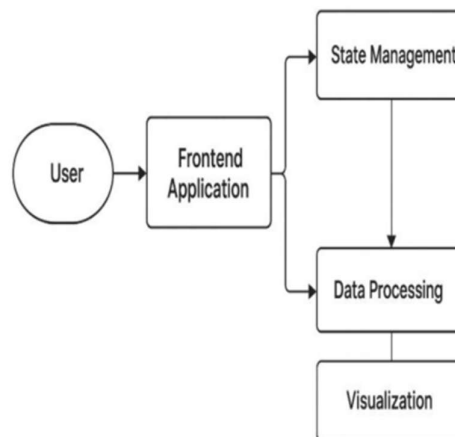 State Management
User
Frontend
Application
Data Processing
Visualization